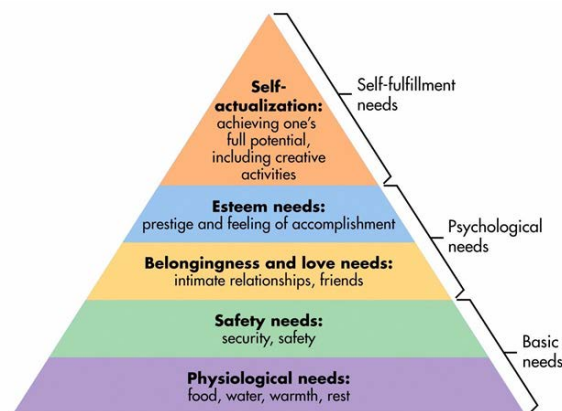 Self-
actualization:
achieving one's
full potential,
including creative
activities
Self-fulfillment
needs
Esteem needs:
prestige and feeling of accomplishment
Psychological
needs
Belongingness and love needs:
intimate relationships, friends
Safety needs:
security, safety
Basic
needs
Physiological needs:
food, water, warmth, rest